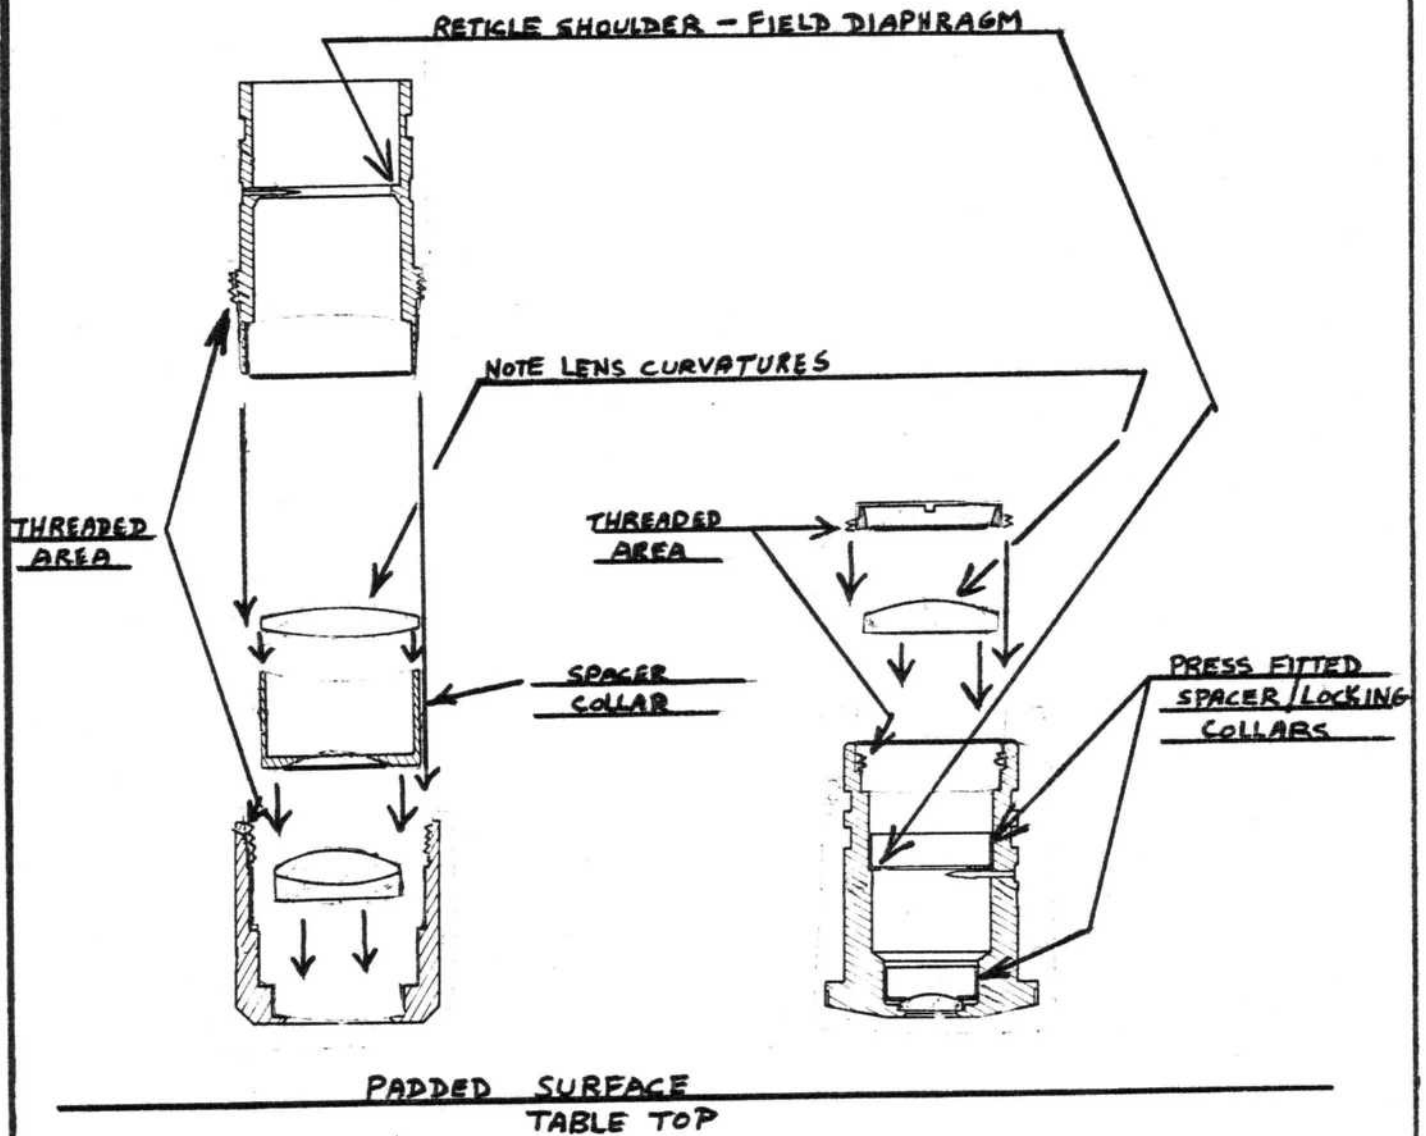 RETICLE SHOULDER - FIELD DIAPHRAGM
NOTE LENS CURVATURES
THREADED
AREA
THREADED
AREA
SPACER
COLLAR
PRESS FITTED
SPACER/LOCKING
COLLARS
PADDED SURFACE
TABLE TOP